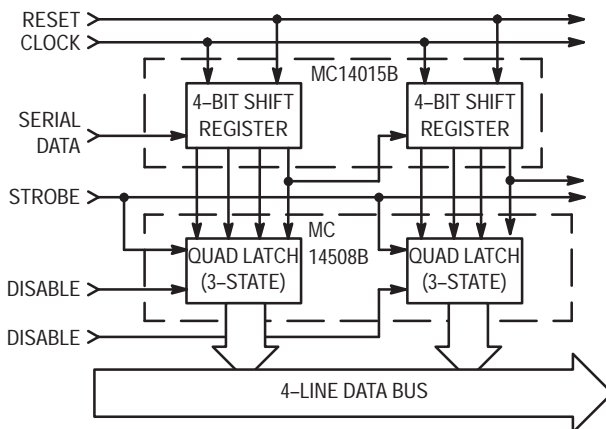 RESET
CLOCK
MC14015B
4–BIT SHIFT
REGISTER
4–BIT SHIFT
REGISTER
SERIAL
DATA
STROBE
MC
14508B
QUAD LATCH
(3–STATE)
QUAD LATCH
(3–STATE)
DISABLE
DISABLE
4–LINE DATA BUS